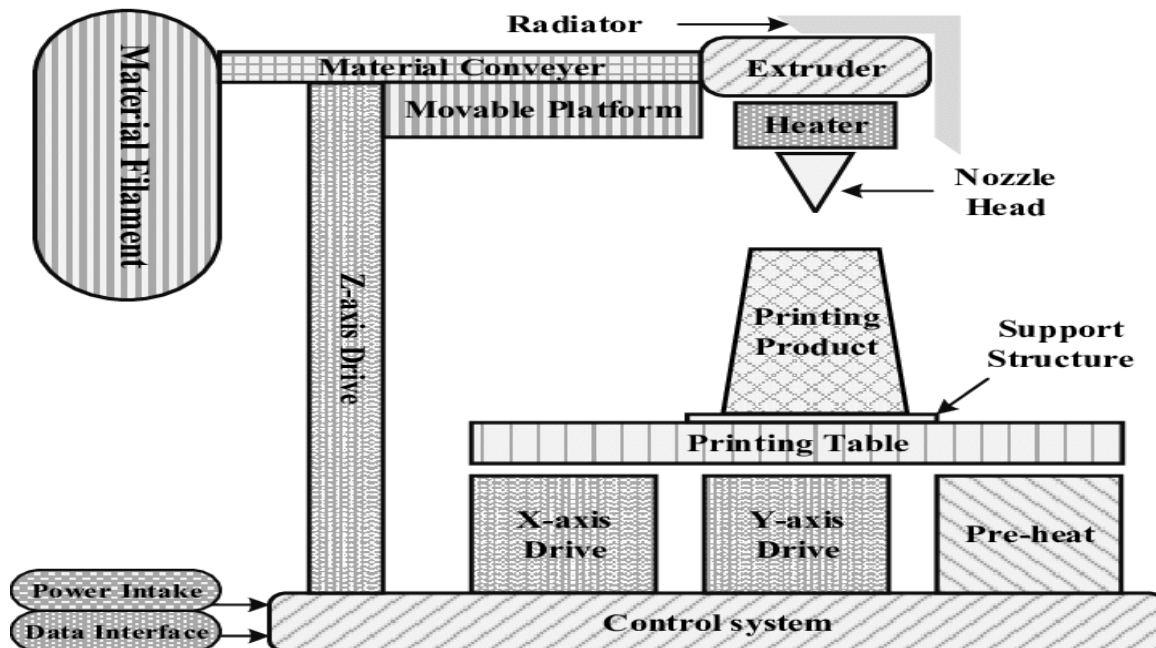 Radiator
Material Filament
Material Conveyer
Extruder
Movable Platform
Heater
Nozzle
Head
Z-axis Drive
Printing
Product
Support
Structure
Printing Table
X-axis
Drive
Y-axis
Drive
Pre-heat
Power Intake
Data Interface
Control system